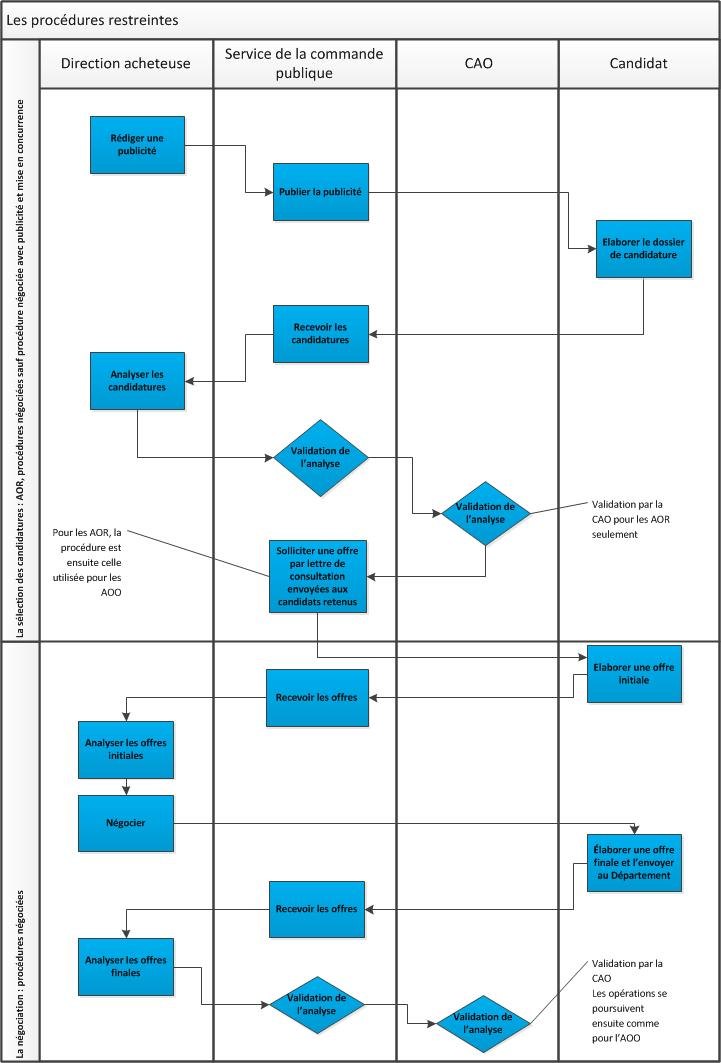 Les procédures restreintes
Direction acheteuse
Service de la commande
publique
CAO
Candidat
La sélection des candidatures : AOR, procédures négociées sauf procédure négociée avec publicité et mise en concurrence
Rédiger une
publicité
Publier la publicité
Elaborer le dossier
de candidature
Recevoir les
candidatures
Analyser les
candidatures
Validation de
l'analyse
Validation de
l'analyse
Validation par la
CAO pour les AOR
seulement
Pour les AOR, la
procédure est
ensuite celle
utilisée pour les
AOO
Solliciter une offre
par lettre de
consultation
envoyées aux
candidats retenus
La négociation : procédures négociées
Elaborer une offre
initiale
Recevoir les offres
Analyser les offres
initiales
Négocier
Élaborer une offre
finale et l'envoyer
au Département
Recevoir les offres
Analyser les offres
finales
Validation de
l'analyse
Validation de
l'analyse
Validation par la
CAO
Les opérations se
poursuivent
ensuite comme
pour l'AOO